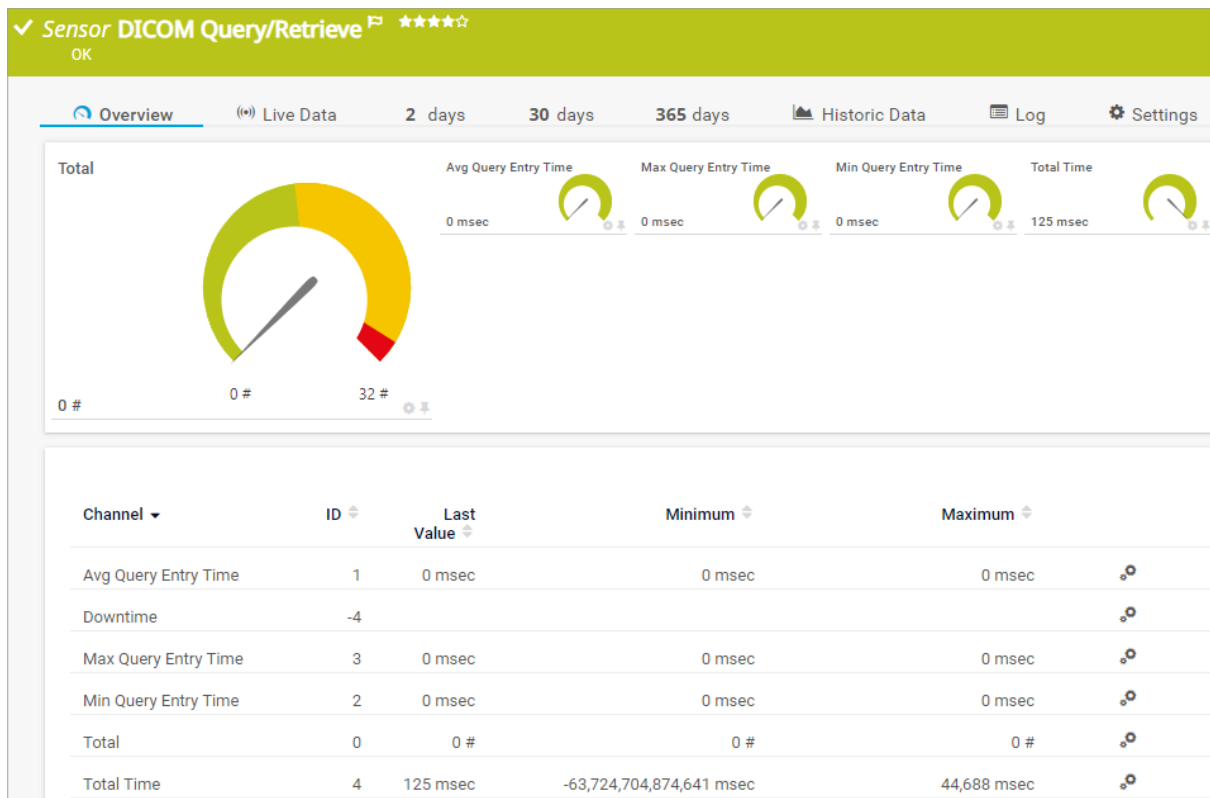 Sensor DICOM Query/Retrieve
OK
Overview Live Data 2 days 30 days 365 days Historic Data Log Settings
Total
0 #
32 #
0 #
Avg Query Entry Time
0 msec
Max Query Entry Time
0 msec
Min Query Entry Time
0 msec
Total Time
125 msec
Channel ID Last Value Minimum Maximum
Avg Query Entry Time 1 0 msec 0 msec 0 msec
Downtime -4
Max Query Entry Time 3 0 msec 0 msec 0 msec
Min Query Entry Time 2 0 msec 0 msec 0 msec
Total 0 0 # 0 # 0 #
Total Time 4 125 msec -63,724,704,874,641 msec 44,688 msec